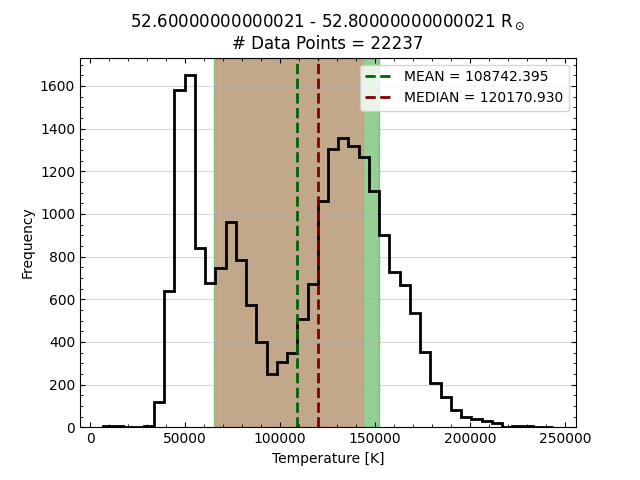 52.60000000000021 - 52.80000000000021 R⊙
# Data Points = 22237
MEAN = 108742.395
MEDIAN = 120170.930
Frequency
1600
1400
1200
1000
800
600
400
200
0
0 50000 100000 150000 200000 250000
Temperature [K]